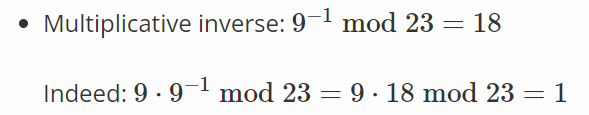 • Multiplicative inverse: 9⁻¹ mod 23 = 18
Indeed: 9 · 9⁻¹ mod 23 = 9 · 18 mod 23 = 1